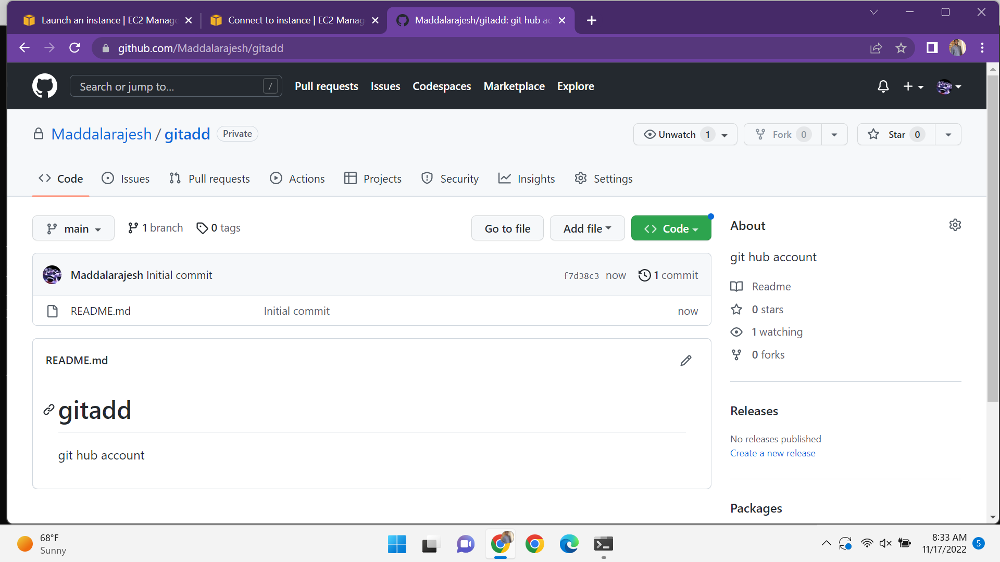 Launch an instance | EC2 Manage
Connect to instance | EC2 Manag
Maddalarajesh/gitadd: git hub ac
github.com/Maddalarajesh/gitadd
Search or jump to... /
Pull requests Issues Codespaces Marketplace Explore
Maddalarajesh / gitadd Private
Unwatch 1 Fork 0 Star 0
Code Issues Pull requests Actions Projects Security Insights Settings
main 1 branch 0 tags Go to file Add file Code
Maddalarajesh Initial commit f7d38c3 now 1 commit
README.md Initial commit now
README.md
gitadd
git hub account
About
git hub account
Readme
0 stars
1 watching
0 forks
Releases
No releases published
Create a new release
Packages
68°F
Sunny
8:33 AM
11/17/2022
5